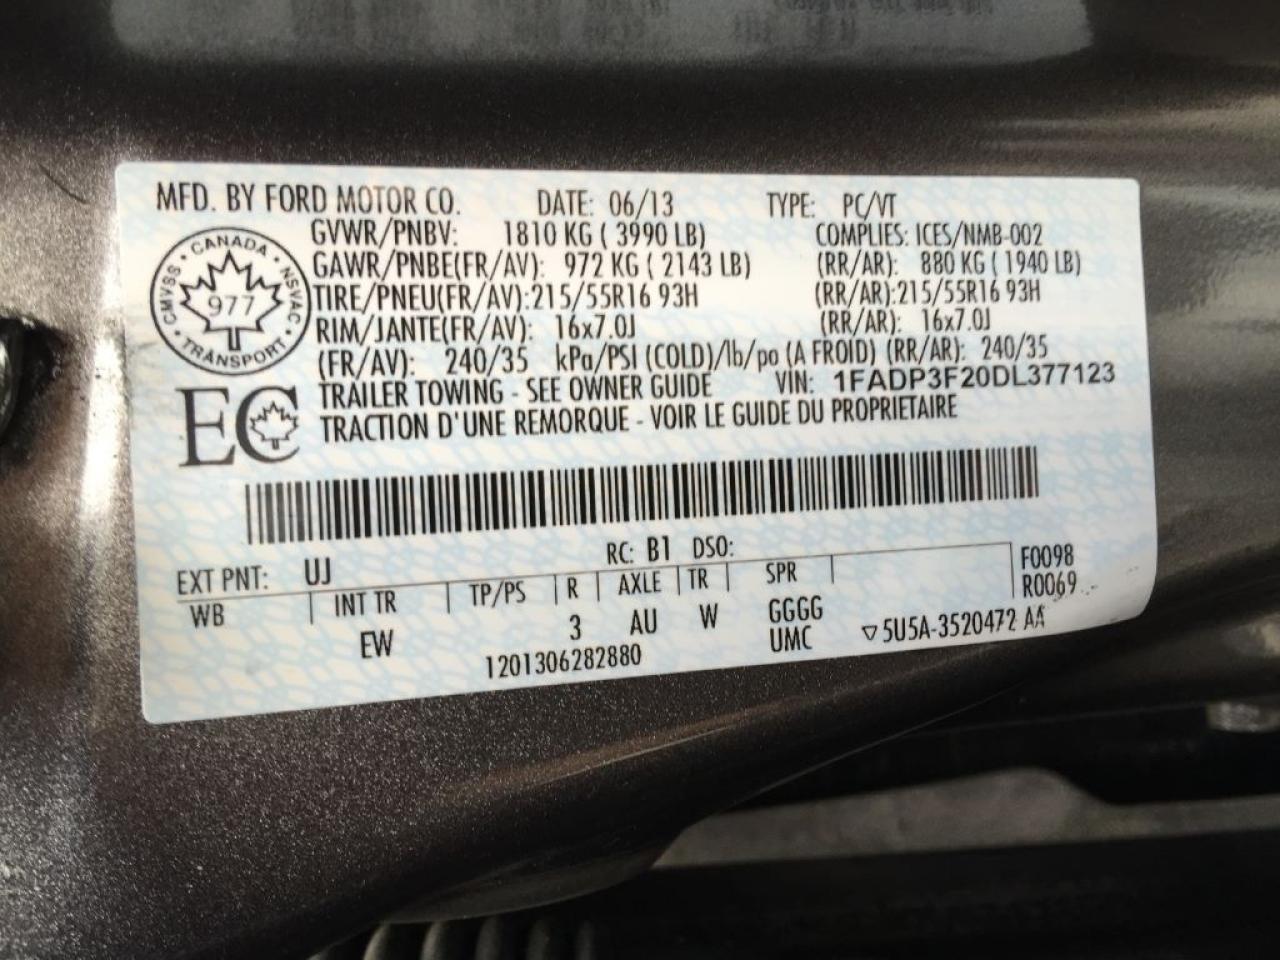 MFD. BY FORD MOTOR CO. DATE: 06/13 TYPE: PC/VT
GVWR/PNBV: 1810 KG ( 3990 LB) COMPLIES: ICES/NMB-002
GAWR/PNBE(FR/AV): 972 KG ( 2143 LB) (RR/AR): 880 KG ( 1940 LB)
TIRE/PNEU(FR/AV):215/55R16 93H (RR/AR):215/55R16 93H
RIM/JANTE(FR/AV): 16x7.0J (RR/AR): 16x7.0J
(FR/AV): 240/35 kPa/PSI (COLD)/lb/po (A FROID) (RR/AR): 240/35
TRAILER TOWING - SEE OWNER GUIDE VIN: 1FADP3F20DL377123
TRACTION D'UNE REMORQUE - VOIR LE GUIDE DU PROPRIETAIRE
CANADA
CMVSS · NSVAC
977
TRANSPORT
EC
RC: B1 DSO:
EXT PNT: UJ F0098
WB INT TR TP/PS R AXLE TR SPR R0069
EW 3 AU W GGGG
1201306282880 UMC ▽5U5A-3520472 AA